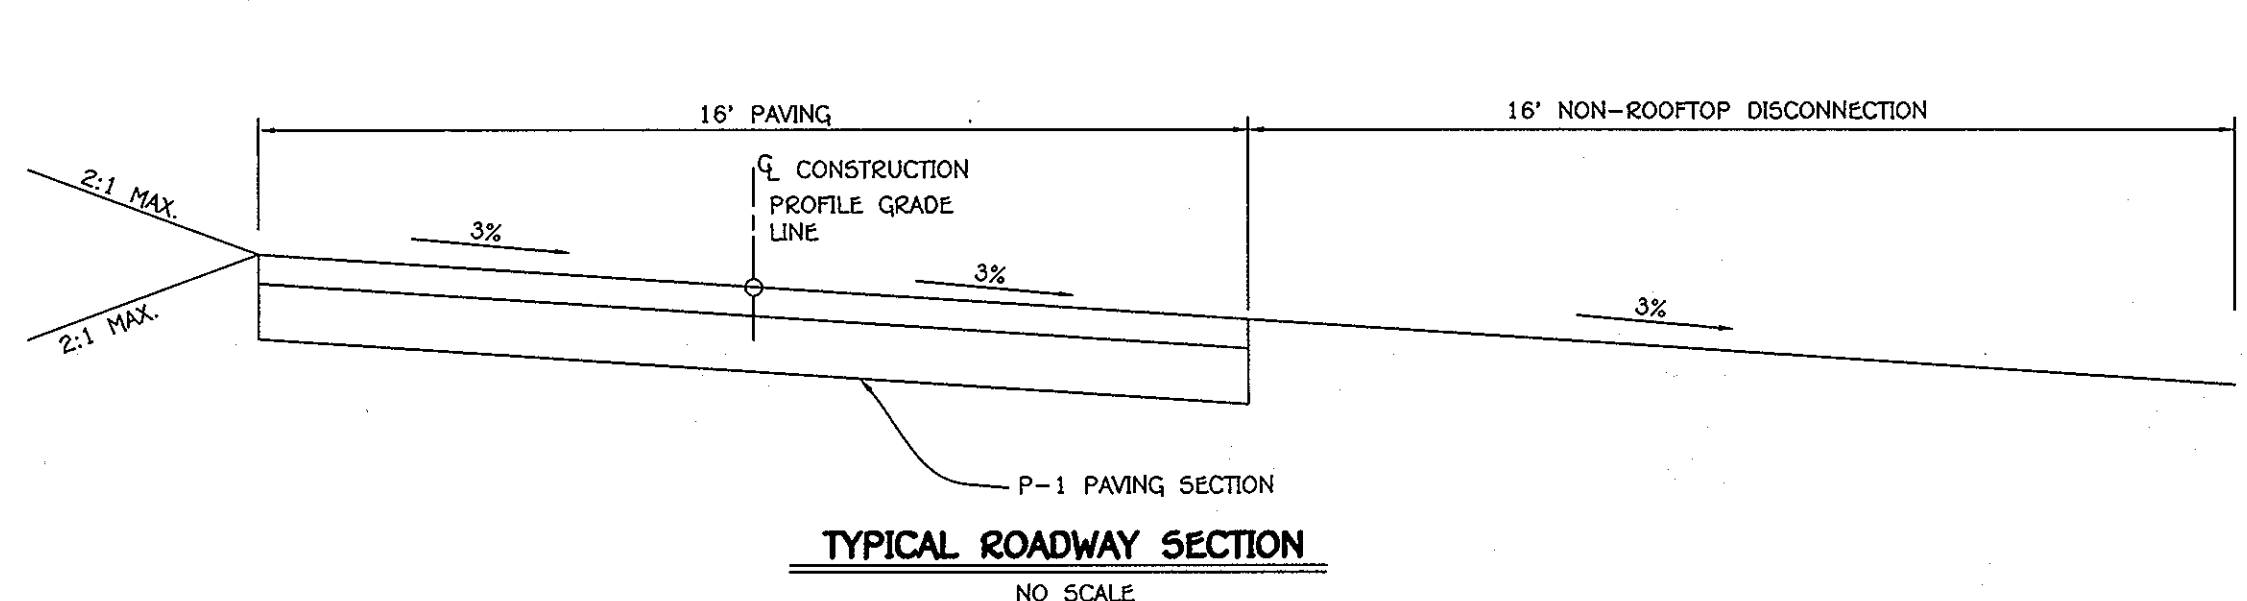 16' PAVING
16' NON-ROOFTOP DISCONNECTION
℄ CONSTRUCTION
PROFILE GRADE
LINE
2:1 MAX.
2:1 MAX.
3%
3%
3%
P-1 PAVING SECTION
TYPICAL ROADWAY SECTION
NO SCALE